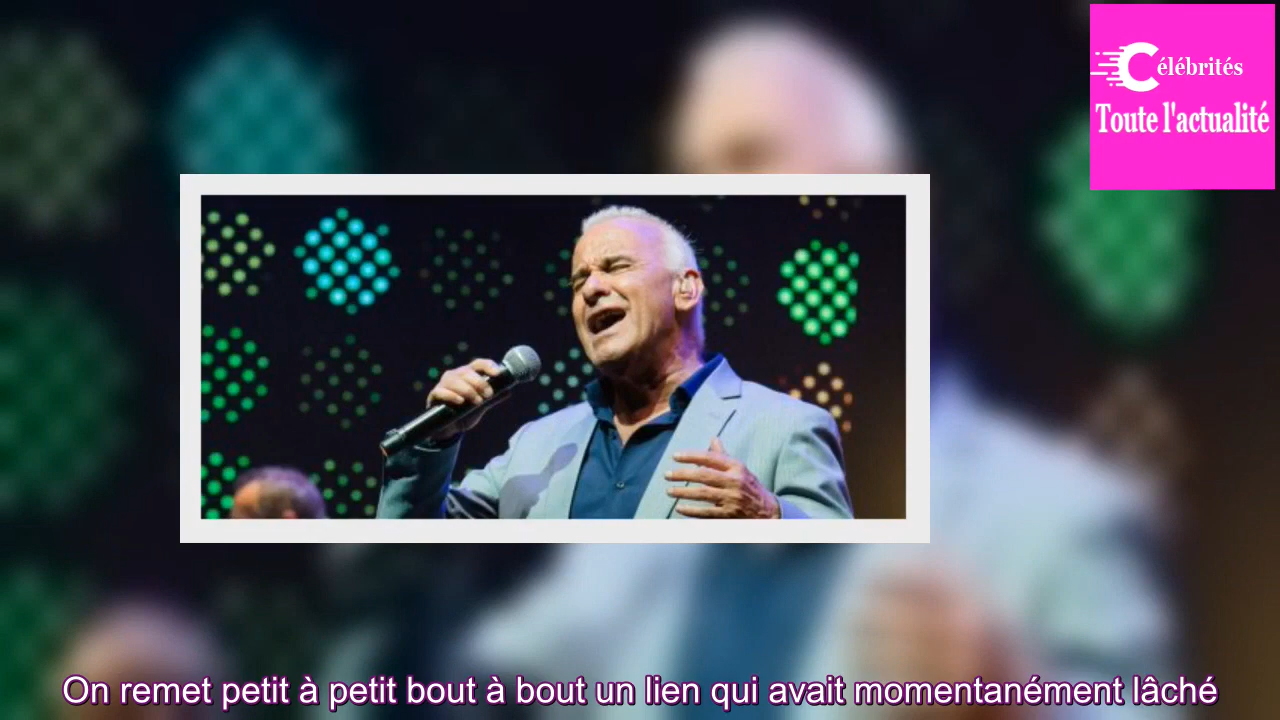 Célébrités
Toute l'actualité
On remet petit à petit bout à bout un lien qui avait momentanément lâché